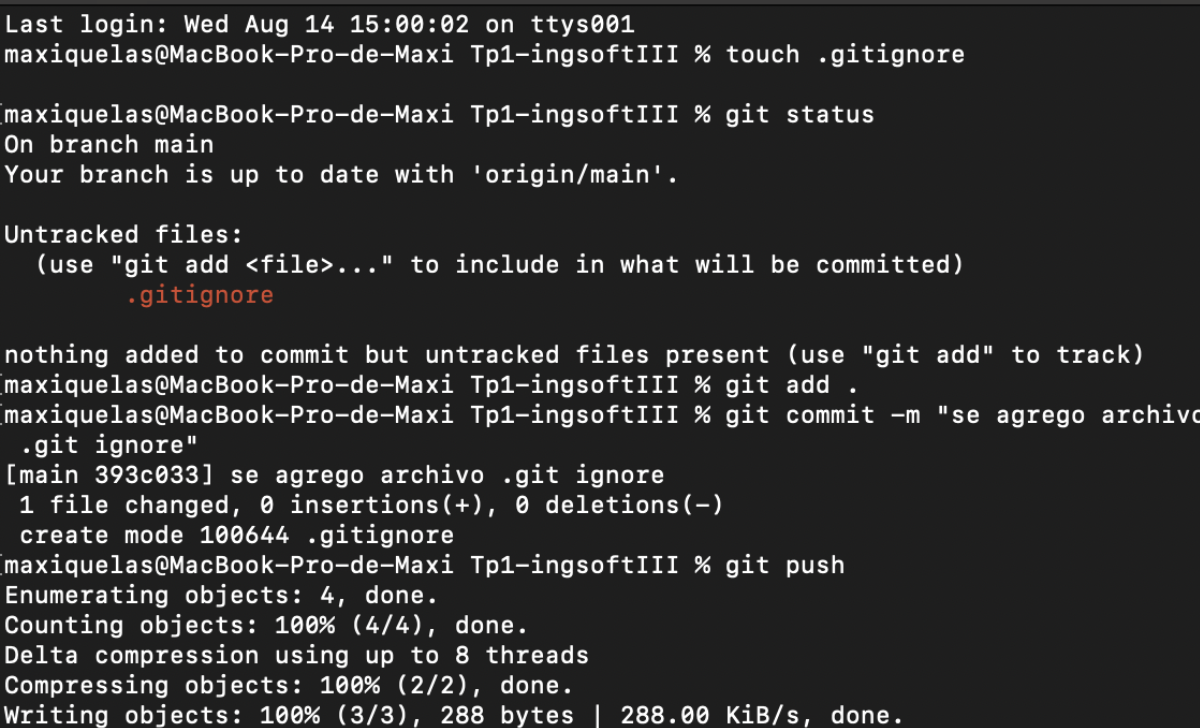 Last login: Wed Aug 14 15:00:02 on ttys001
maxiquelas@MacBook-Pro-de-Maxi Tp1-ingsoftIII % touch .gitignore
[maxiquelas@MacBook-Pro-de-Maxi Tp1-ingsoftIII % git status
On branch main
Your branch is up to date with 'origin/main'.
Untracked files:
  (use "git add <file>..." to include in what will be committed)
        .gitignore
nothing added to commit but untracked files present (use "git add" to track)
[maxiquelas@MacBook-Pro-de-Maxi Tp1-ingsoftIII % git add .
[maxiquelas@MacBook-Pro-de-Maxi Tp1-ingsoftIII % git commit -m "se agrego archivo
 .git ignore"
[main 393c033] se agrego archivo .git ignore
 1 file changed, 0 insertions(+), 0 deletions(-)
 create mode 100644 .gitignore
[maxiquelas@MacBook-Pro-de-Maxi Tp1-ingsoftIII % git push
Enumerating objects: 4, done.
Counting objects: 100% (4/4), done.
Delta compression using up to 8 threads
Compressing objects: 100% (2/2), done.
Writing objects: 100% (3/3), 288 bytes | 288.00 KiB/s, done.